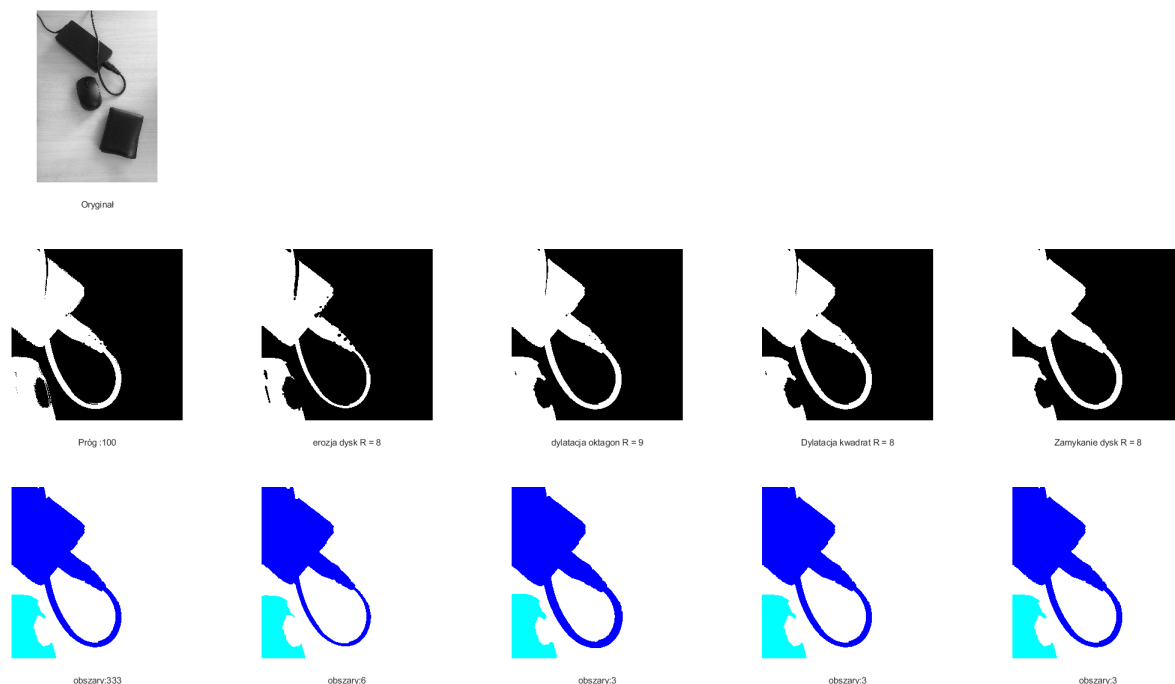 Oryginał
Próg :100
erozja dysk R = 8
dylatacja oktagon R = 9
Dylatacja kwadrat R = 8
Zamykanie dysk R = 8
obszary:333
obszary:6
obszary:3
obszary:3
obszary:3